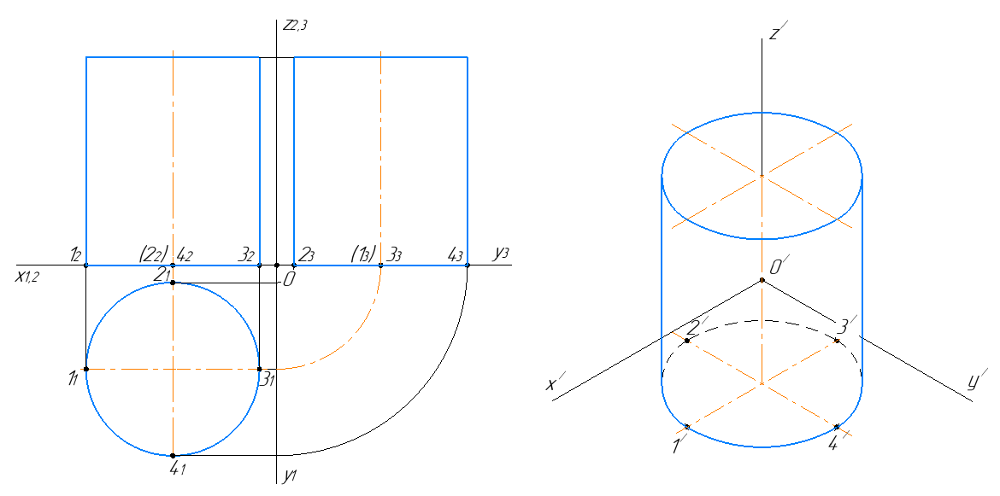 z2,3
z′
12 (22) 42 32 23 (13) 33 43 y3
x1,2
21 0
0′
2′ 3′
11 31
x′ y′
41 y1
1′ 4′